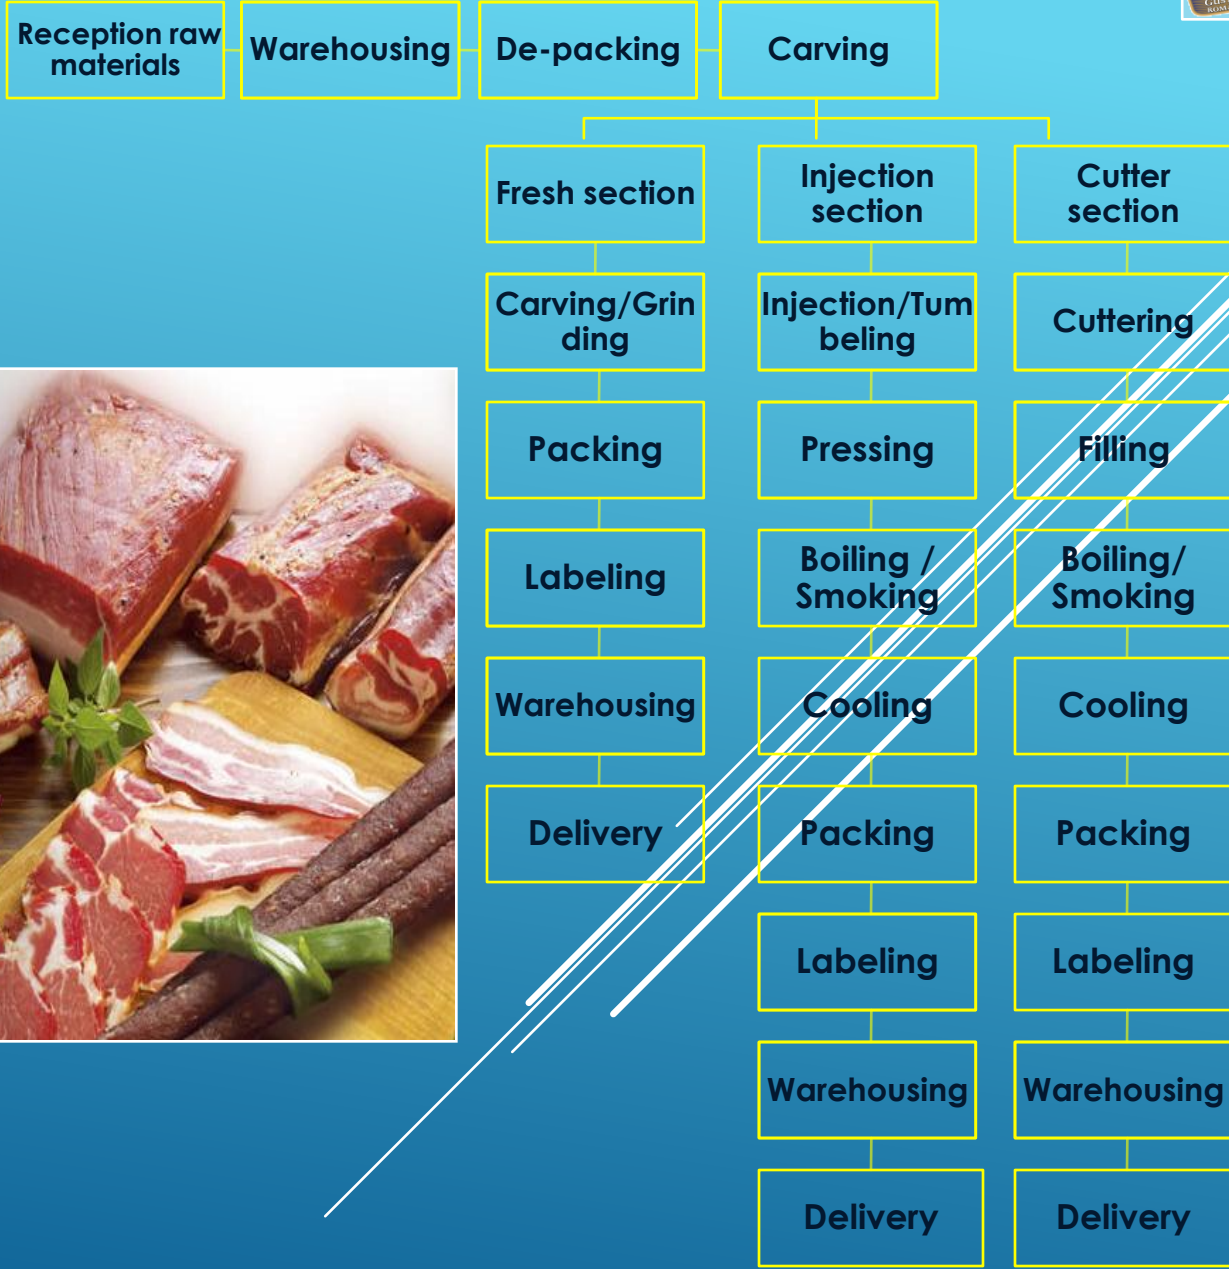 Reception raw
materials
Warehousing
De-packing
Carving
Fresh section
Carving/Grin
ding
Packing
Labeling
Warehousing
Delivery
Injection
section
Injection/Tum
beling
Pressing
Boiling /
Smoking
Cooling
Packing
Labeling
Warehousing
Delivery
Cutter
section
Cuttering
Filling
Boiling/
Smoking
Cooling
Packing
Labeling
Warehousing
Delivery